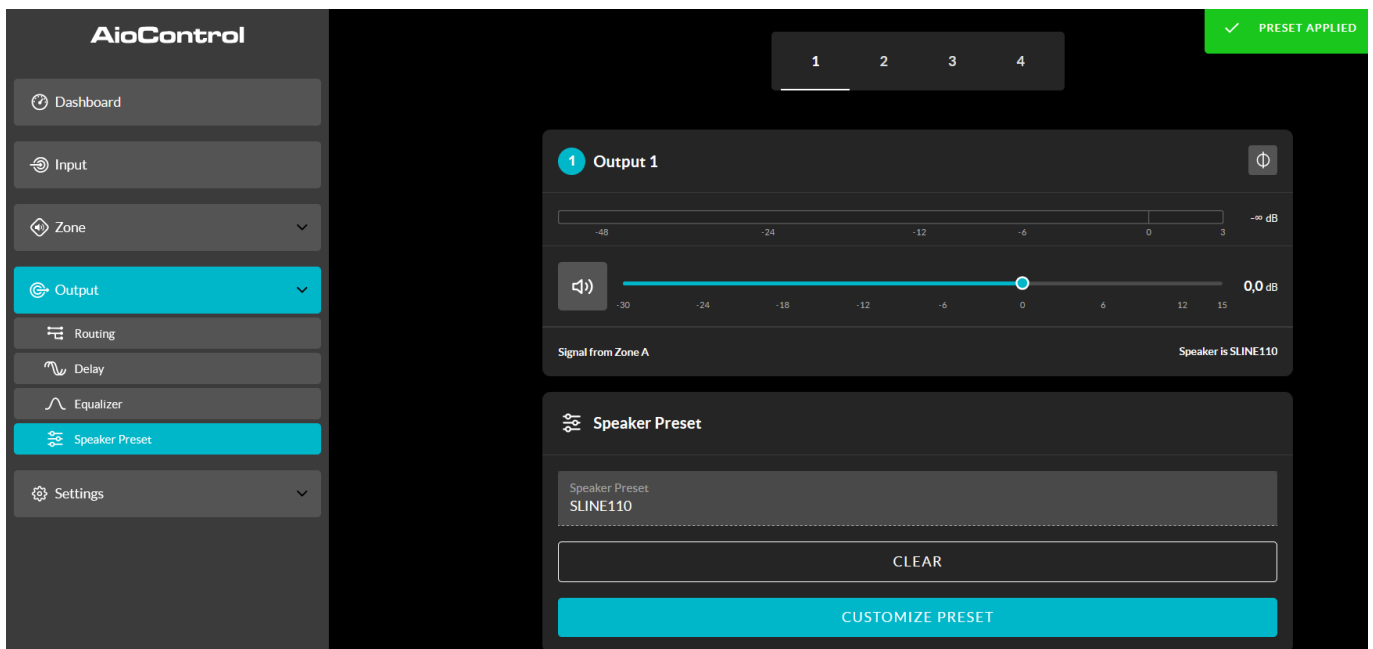 AioControl
Dashboard
Input
Zone
Output
Routing
Delay
Equalizer
Speaker Preset
Settings
PRESET APPLIED
1 2 3 4
1 Output 1
-∞ dB
-48 -24 -12 -6 0 3
0,0 dB
-30 -24 -18 -12 -6 0 6 12 15
Signal from Zone A Speaker is SLINE110
Speaker Preset
Speaker Preset
SLINE110
CLEAR
CUSTOMIZE PRESET